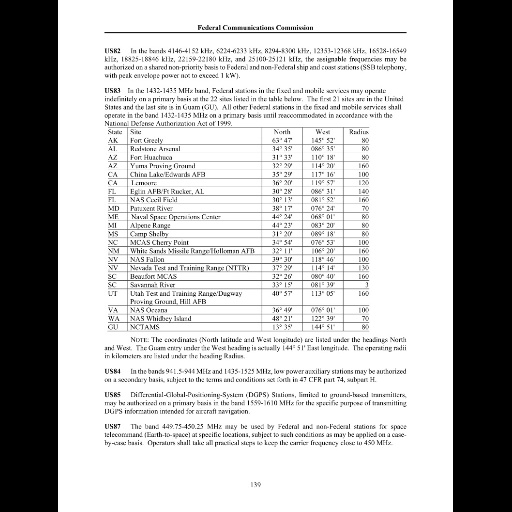 Federal Communications Commission
US82 In the bands 4146-4152 kHz, 6224-6233 kHz, 8294-8300 kHz, 12353-12368 kHz, 16528-16549
kHz, 18825-18846 kHz, 22159-22180 kHz, and 25100-25121 kHz, the assignable frequencies may be
authorized on a shared non-priority basis to Federal and non-Federal ship and coast stations (SSB telephony,
with peak envelope power not to exceed 1 kW).
US83 In the 1432-1435 MHz band, Federal stations in the fixed and mobile services may operate
indefinitely on a primary basis at the 22 sites listed in the table below. The first 21 sites are in the United
States and the last site is in Guam (GU). All other Federal stations in the fixed and mobile services shall
operate in the band 1432-1435 MHz on a primary basis until reaccommodated in accordance with the
National Defense Authorization Act of 1999.
State Site North West Radius
AK Fort Greely 63° 47' 145° 52' 80
AL Redstone Arsenal 34° 35' 086° 35' 80
AZ Fort Huachuca 31° 33' 110° 18' 80
AZ Yuma Proving Ground 32° 29' 114° 20' 160
CA China Lake/Edwards AFB 35° 29' 117° 16' 100
CA Lemoore 36° 20' 119° 57' 120
FL Eglin AFB/Ft Rucker, AL 30° 28' 086° 31' 140
FL NAS Cecil Field 30° 13' 081° 52' 160
MD Patuxent River 38° 17' 076° 24' 70
ME Naval Space Operations Center 44° 24' 068° 01' 80
MI Alpene Range 44° 23' 083° 20' 80
MS Camp Shelby 31° 20' 089° 18' 80
NC MCAS Cherry Point 34° 54' 076° 53' 100
NM White Sands Missile Range/Holloman AFB 32° 11' 106° 20' 160
NV NAS Fallon 39° 30' 118° 46' 100
NV Nevada Test and Training Range (NTTR) 37° 29' 114° 14' 130
SC Beaufort MCAS 32° 26' 080° 40' 160
SC Savannah River 33° 15' 081° 39' 3
UT Utah Test and Training Range/Dugway 40° 57' 113° 05' 160
Proving Ground, Hill AFB
VA NAS Oceana 36° 49' 076° 01' 100
WA NAS Whidbey Island 48° 21' 122° 39' 70
GU NCTAMS 13° 35' 144° 51' 80
NOTE: The coordinates (North latitude and West longitude) are listed under the headings North
and West. The Guam entry under the West heading is actually 144° 51' East longitude. The operating radii
in kilometers are listed under the heading Radius.
US84 In the bands 941.5-944 MHz and 1435-1525 MHz, low power auxiliary stations may be authorized
on a secondary basis, subject to the terms and conditions set forth in 47 CFR part 74, subpart H.
US85 Differential-Global-Positioning-System (DGPS) Stations, limited to ground-based transmitters,
may be authorized on a primary basis in the band 1559-1610 MHz for the specific purpose of transmitting
DGPS information intended for aircraft navigation.
US87 The band 449.75-450.25 MHz may be used by Federal and non-Federal stations for space
telecommand (Earth-to-space) at specific locations, subject to such conditions as may be applied on a case-
by-case basis. Operators shall take all practical steps to keep the carrier frequency close to 450 MHz.
139